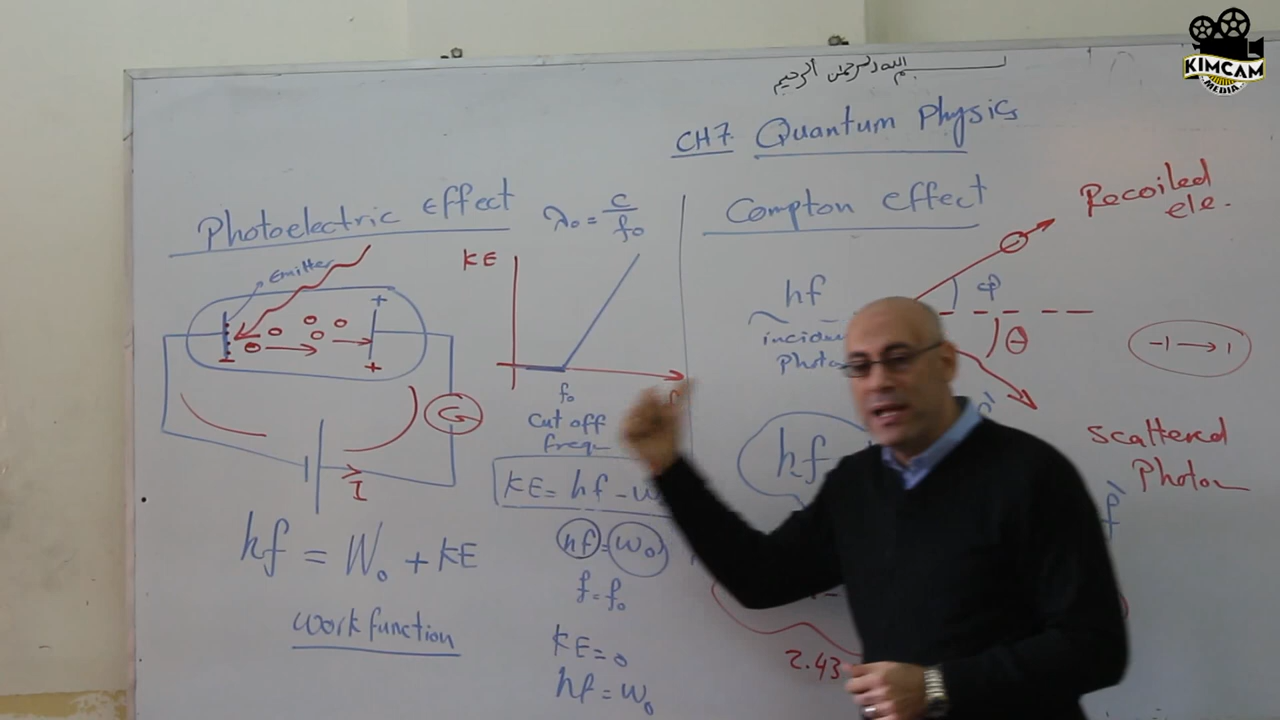 KIMCAM
MEDIA
بسم الله الرحمن الرحيم
CH7 Quantum Physics
Photoelectric Effect
λ₀ = c/f₀
Emitter
+
+
G
I
hf = W₀ + KE
work function
KE
f₀
Cut off
freq
KE = hf - W
hf = W₀
f = f₀
KE = 0
hf = W₀
Compton effect
Recoiled
ele.
φ
θ
hf
photo
-1 → 1
Scattered
Photon
hf
2.43